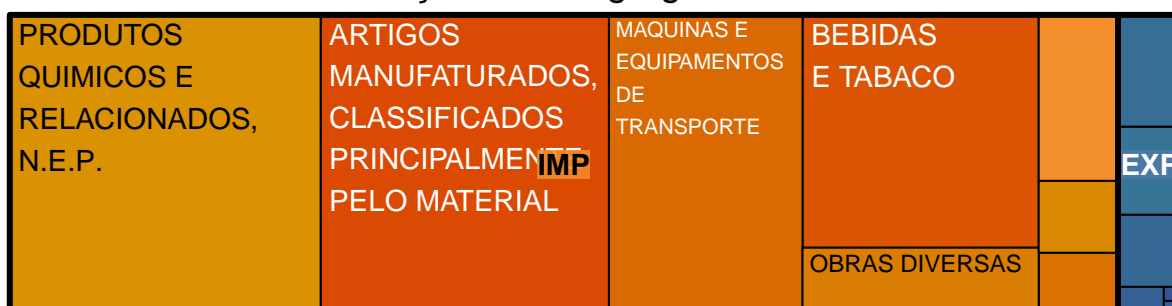 PRODUTOS
QUIMICOS E
RELACIONADOS,
N.E.P.
ARTIGOS
MANUFATURADOS,
CLASSIFICADOS
PRINCIPALMENTE
PELO MATERIAL
IMP
MAQUINAS E
EQUIPAMENTOS
DE
TRANSPORTE
BEBIDAS
E TABACO
OBRAS DIVERSAS
EXP